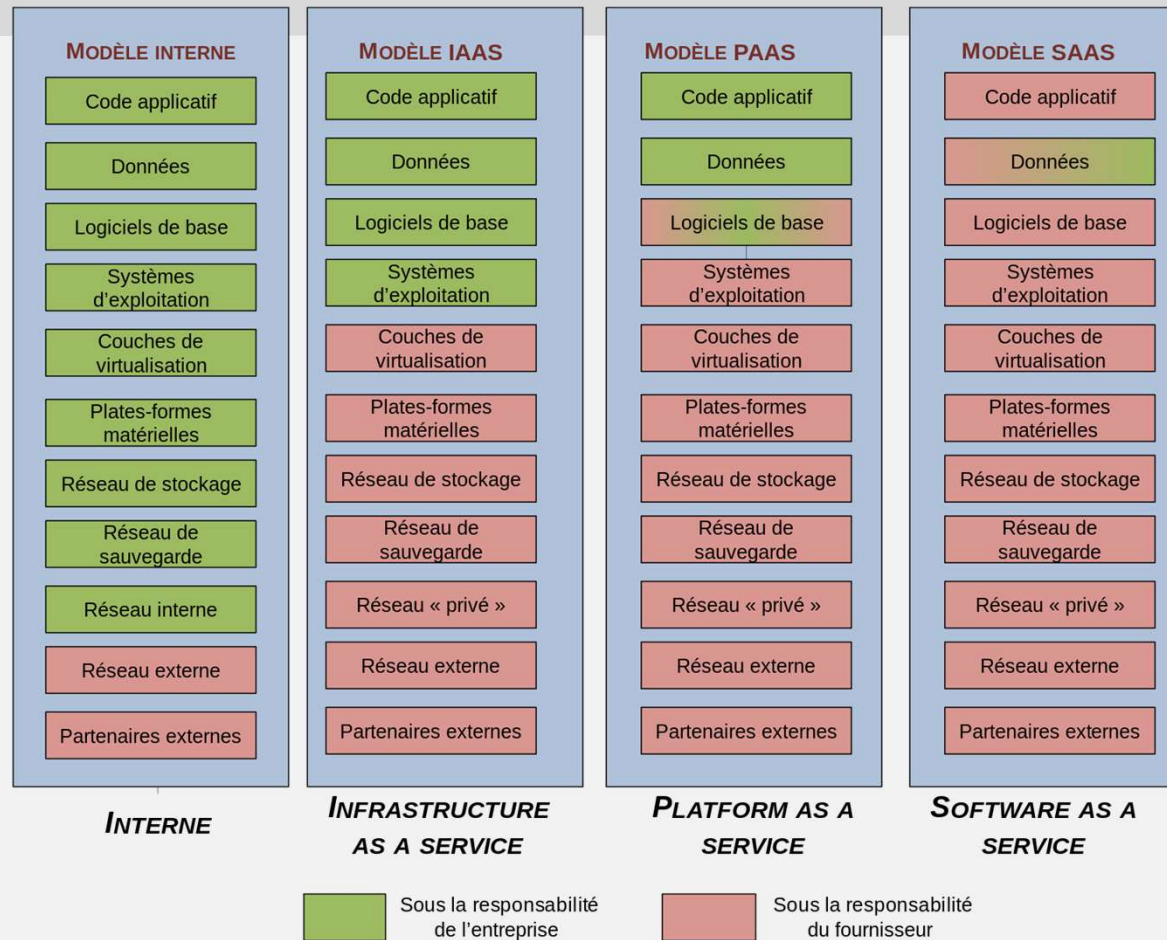 MODÈLE INTERNE
Code applicatif
Données
Logiciels de base
Systèmes
d’exploitation
Couches de
virtualisation
Plates-formes
matérielles
Réseau de stockage
Réseau de
sauvegarde
Réseau interne
Réseau externe
Partenaires externes
INTERNE
MODÈLE IAAS
Code applicatif
Données
Logiciels de base
Systèmes
d’exploitation
Couches de
virtualisation
Plates-formes
matérielles
Réseau de stockage
Réseau de
sauvegarde
Réseau « privé »
Réseau externe
Partenaires externes
INFRASTRUCTURE
AS A SERVICE
MODÈLE PAAS
Code applicatif
Données
Logiciels de base
Systèmes
d’exploitation
Couches de
virtualisation
Plates-formes
matérielles
Réseau de stockage
Réseau de
sauvegarde
Réseau « privé »
Réseau externe
Partenaires externes
PLATFORM AS A
SERVICE
MODÈLE SAAS
Code applicatif
Données
Logiciels de base
Systèmes
d’exploitation
Couches de
virtualisation
Plates-formes
matérielles
Réseau de stockage
Réseau de
sauvegarde
Réseau « privé »
Réseau externe
Partenaires externes
SOFTWARE AS A
SERVICE
Sous la responsabilité
de l’entreprise
Sous la responsabilité
du fournisseur